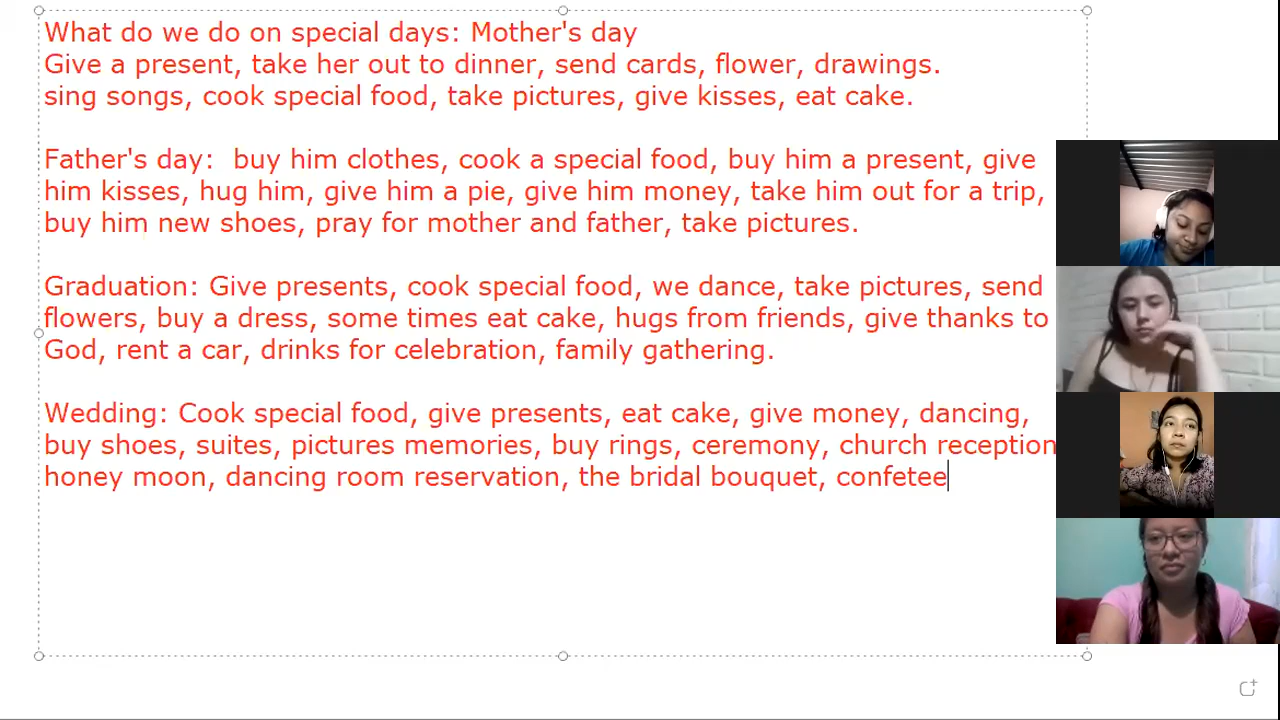 What do we do on special days: Mother's day
Give a present, take her out to dinner, send cards, flower, drawings.
sing songs, cook special food, take pictures, give kisses, eat cake.
Father's day:  buy him clothes, cook a special food, buy him a present, give
him kisses, hug him, give him a pie, give him money, take him out for a trip,
buy him new shoes, pray for mother and father, take pictures.
Graduation: Give presents, cook special food, we dance, take pictures, send
flowers, buy a dress, some times eat cake, hugs from friends, give thanks to
God, rent a car, drinks for celebration, family gathering.
Wedding: Cook special food, give presents, eat cake, give money, dancing,
buy shoes, suites, pictures memories, buy rings, ceremony, church reception
honey moon, dancing room reservation, the bridal bouquet, confetee